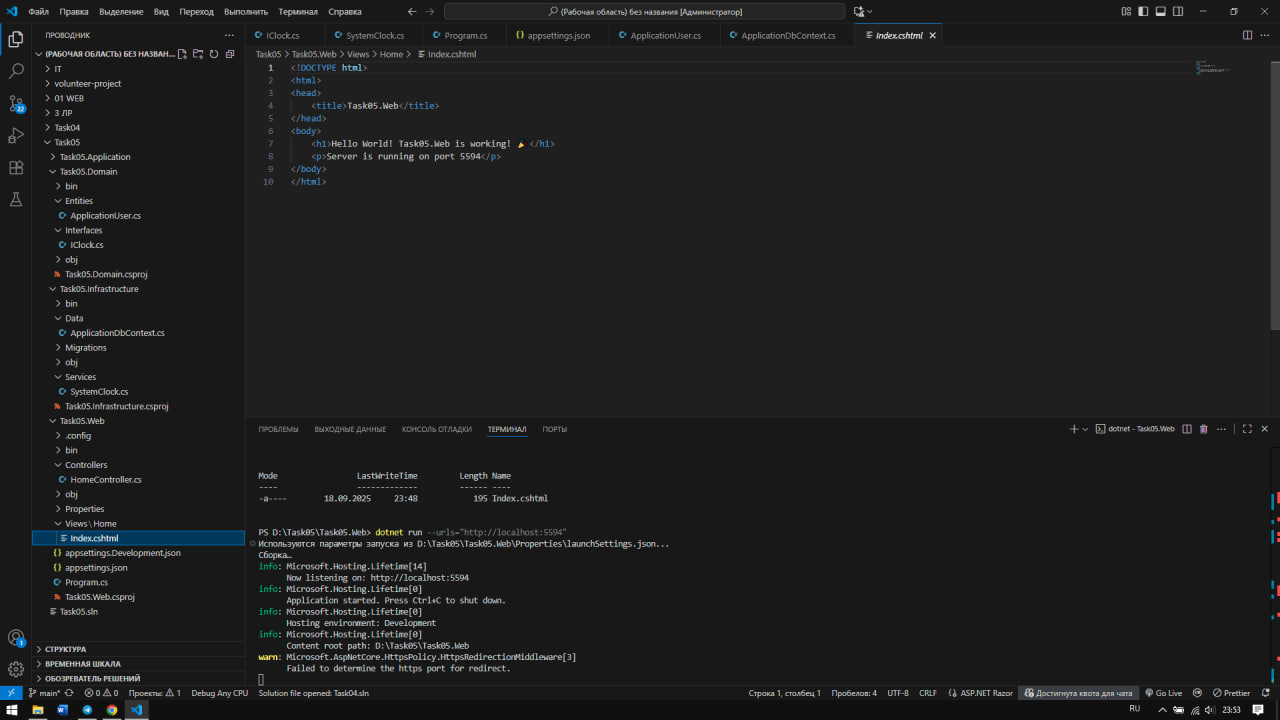 Файл Правка Выделение Вид Переход Выполнить Терминал Справка
(Рабочая область) без названия [Администратор]
ПРОВОДНИК
(РАБОЧАЯ ОБЛАСТЬ) БЕЗ НАЗВАН...
IT
volunteer-project
01 WEB
3 ЛР
Task04
Task05
Task05.Application
Task05.Domain
bin
Entities
ApplicationUser.cs
Interfaces
IClock.cs
obj
Task05.Domain.csproj
Task05.Infrastructure
bin
Data
ApplicationDbContext.cs
Migrations
obj
Services
SystemClock.cs
Task05.Infrastructure.csproj
Task05.Web
.config
bin
Controllers
HomeController.cs
obj
Properties
Views\Home
Index.cshtml
appsettings.Development.json
appsettings.json
Program.cs
Task05.Web.csproj
Task05.sln
СТРУКТУРА
ВРЕМЕННАЯ ШКАЛА
ОБОЗРЕВАТЕЛЬ РЕШЕНИЙ
22
1
IClock.cs SystemClock.cs Program.cs appsettings.json ApplicationUser.cs ApplicationDbContext.cs Index.cshtml
Task05 > Task05.Web > Views > Home > Index.cshtml
1 <!DOCTYPE html>
2 <html>
3 <head>
4 <title>Task05.Web</title>
5 </head>
6 <body>
7 <h1>Hello World! Task05.Web is working! 🎉 </h1>
8 <p>Server is running on port 5594</p>
9 </body>
10 </html>
ПРОБЛЕМЫ ВЫХОДНЫЕ ДАННЫЕ КОНСОЛЬ ОТЛАДКИ ТЕРМИНАЛ ПОРТЫ
dotnet - Task05.Web
Mode LastWriteTime Length Name
---- ------------- ------ ----
-a---- 18.09.2025 23:48 195 Index.cshtml
PS D:\Task05\Task05.Web> dotnet run --urls="http://localhost:5594"
Используются параметры запуска из D:\Task05\Task05.Web\Properties\launchSettings.json...
Сборка…
info: Microsoft.Hosting.Lifetime[14]
Now listening on: http://localhost:5594
info: Microsoft.Hosting.Lifetime[0]
Application started. Press Ctrl+C to shut down.
info: Microsoft.Hosting.Lifetime[0]
Hosting environment: Development
info: Microsoft.Hosting.Lifetime[0]
Content root path: D:\Task05\Task05.Web
warn: Microsoft.AspNetCore.HttpsPolicy.HttpsRedirectionMiddleware[3]
Failed to determine the https port for redirect.
main* 0 0 Проекты: 1 Debug Any CPU Solution file opened: Task04.sln Строка 1, столбец 1 Пробелов: 4 UTF-8 CRLF ASP.NET Razor Достигнута квота для чата Go Live Prettier
RU 23:53